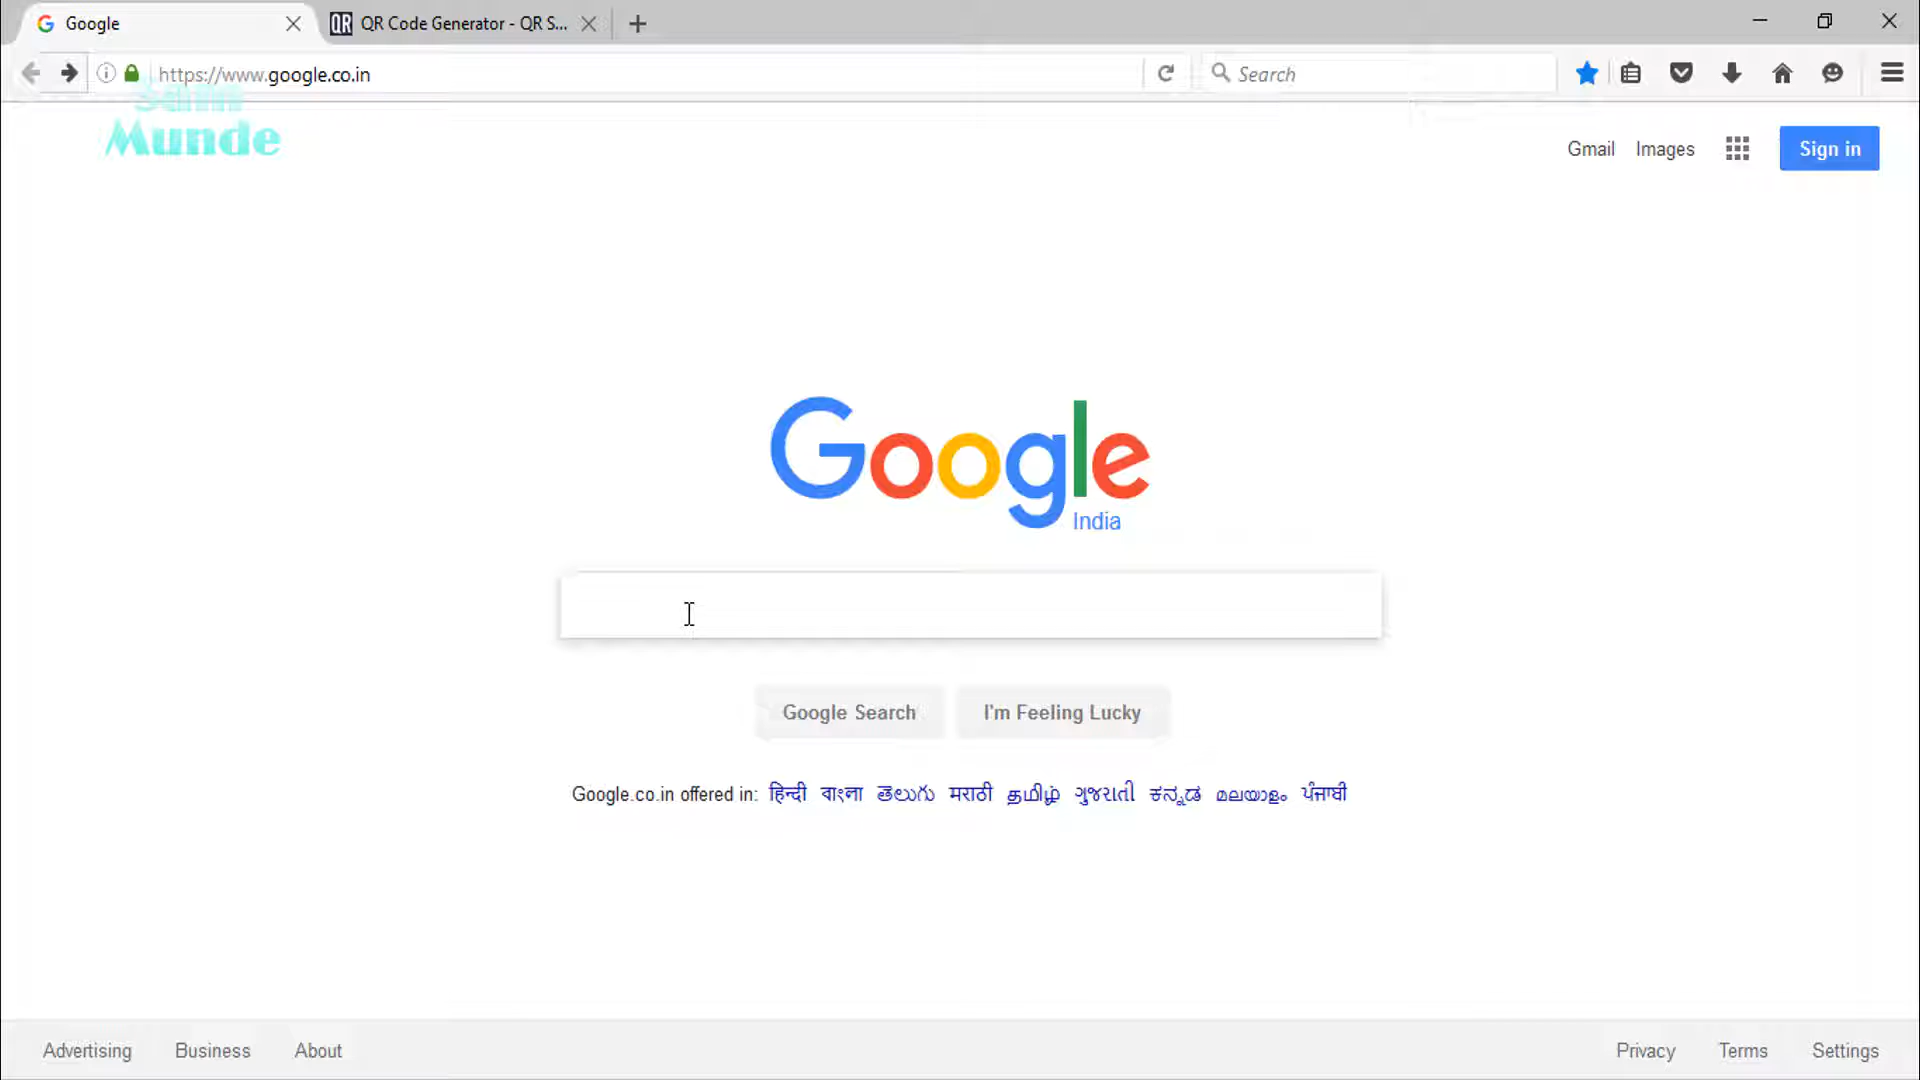 Google
QR QR Code Generator - QR S...
https://www.google.co.in
Search
Sam
Munde
Gmail Images Sign in
Google
India
Google Search I'm Feeling Lucky
Google.co.in offered in: हिन्दी বাংলা తెలుగు मराठी தமிழ் ગુજરાતી ಕನ್ನಡ മലയാളം ਪੰਜਾਬੀ
Advertising Business About Privacy Terms Settings